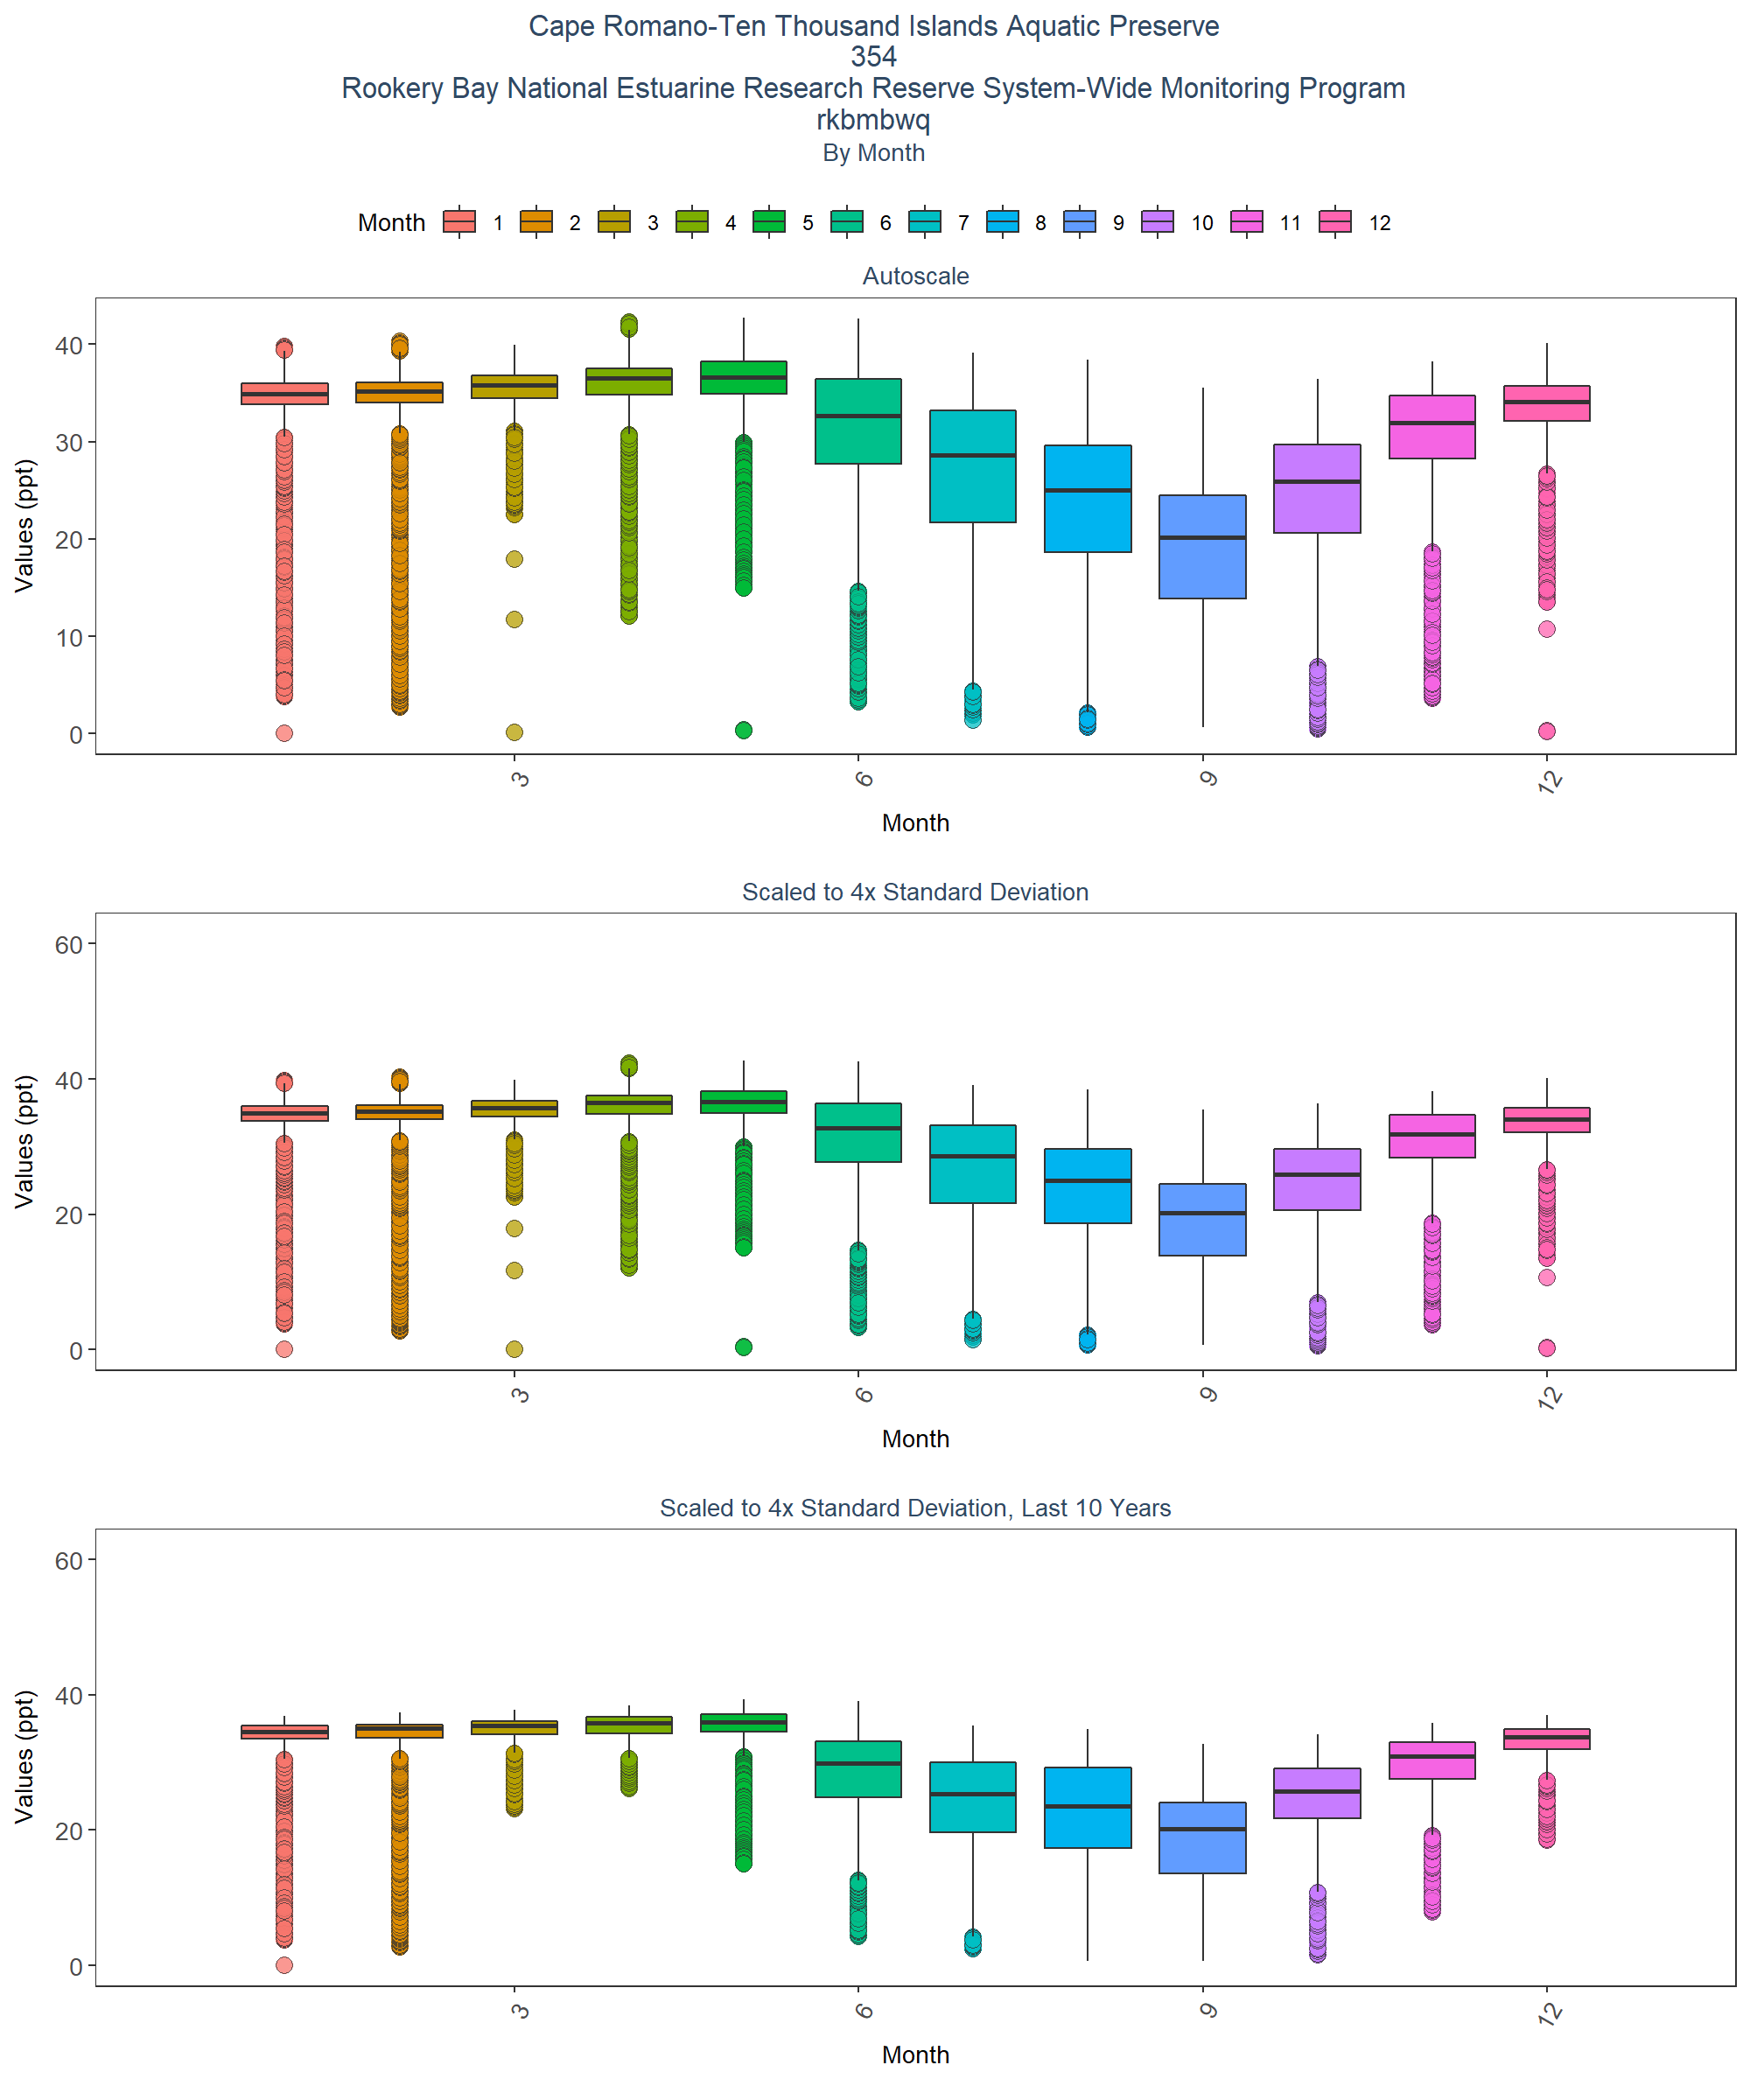 Cape Romano-Ten Thousand Islands Aquatic Preserve
354
Rookery Bay National Estuarine Research Reserve System-Wide Monitoring Program
rkbmbwq
By Month
Month 1 2 3 4 5 6 7 8 9 10 11 12
Autoscale
Values (ppt)
40
30
20
10
0
3 6 9 12
Month
Scaled to 4x Standard Deviation
Values (ppt)
60
40
20
0
3 6 9 12
Month
Scaled to 4x Standard Deviation, Last 10 Years
Values (ppt)
60
40
20
0
3 6 9 12
Month